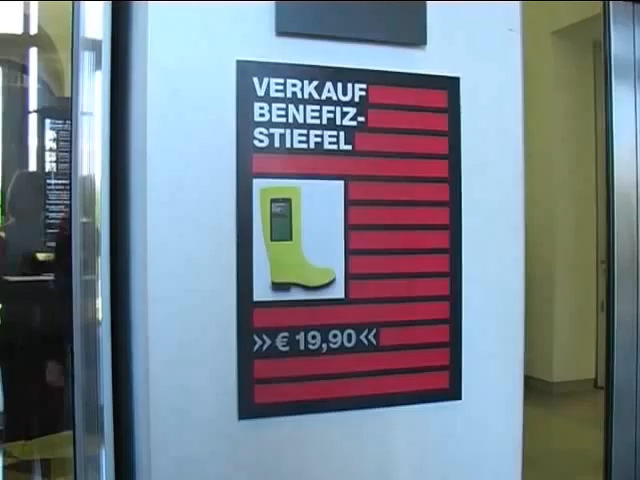 VERKAUF
BENEFIZ-
STIEFEL
>> € 19,90 <<